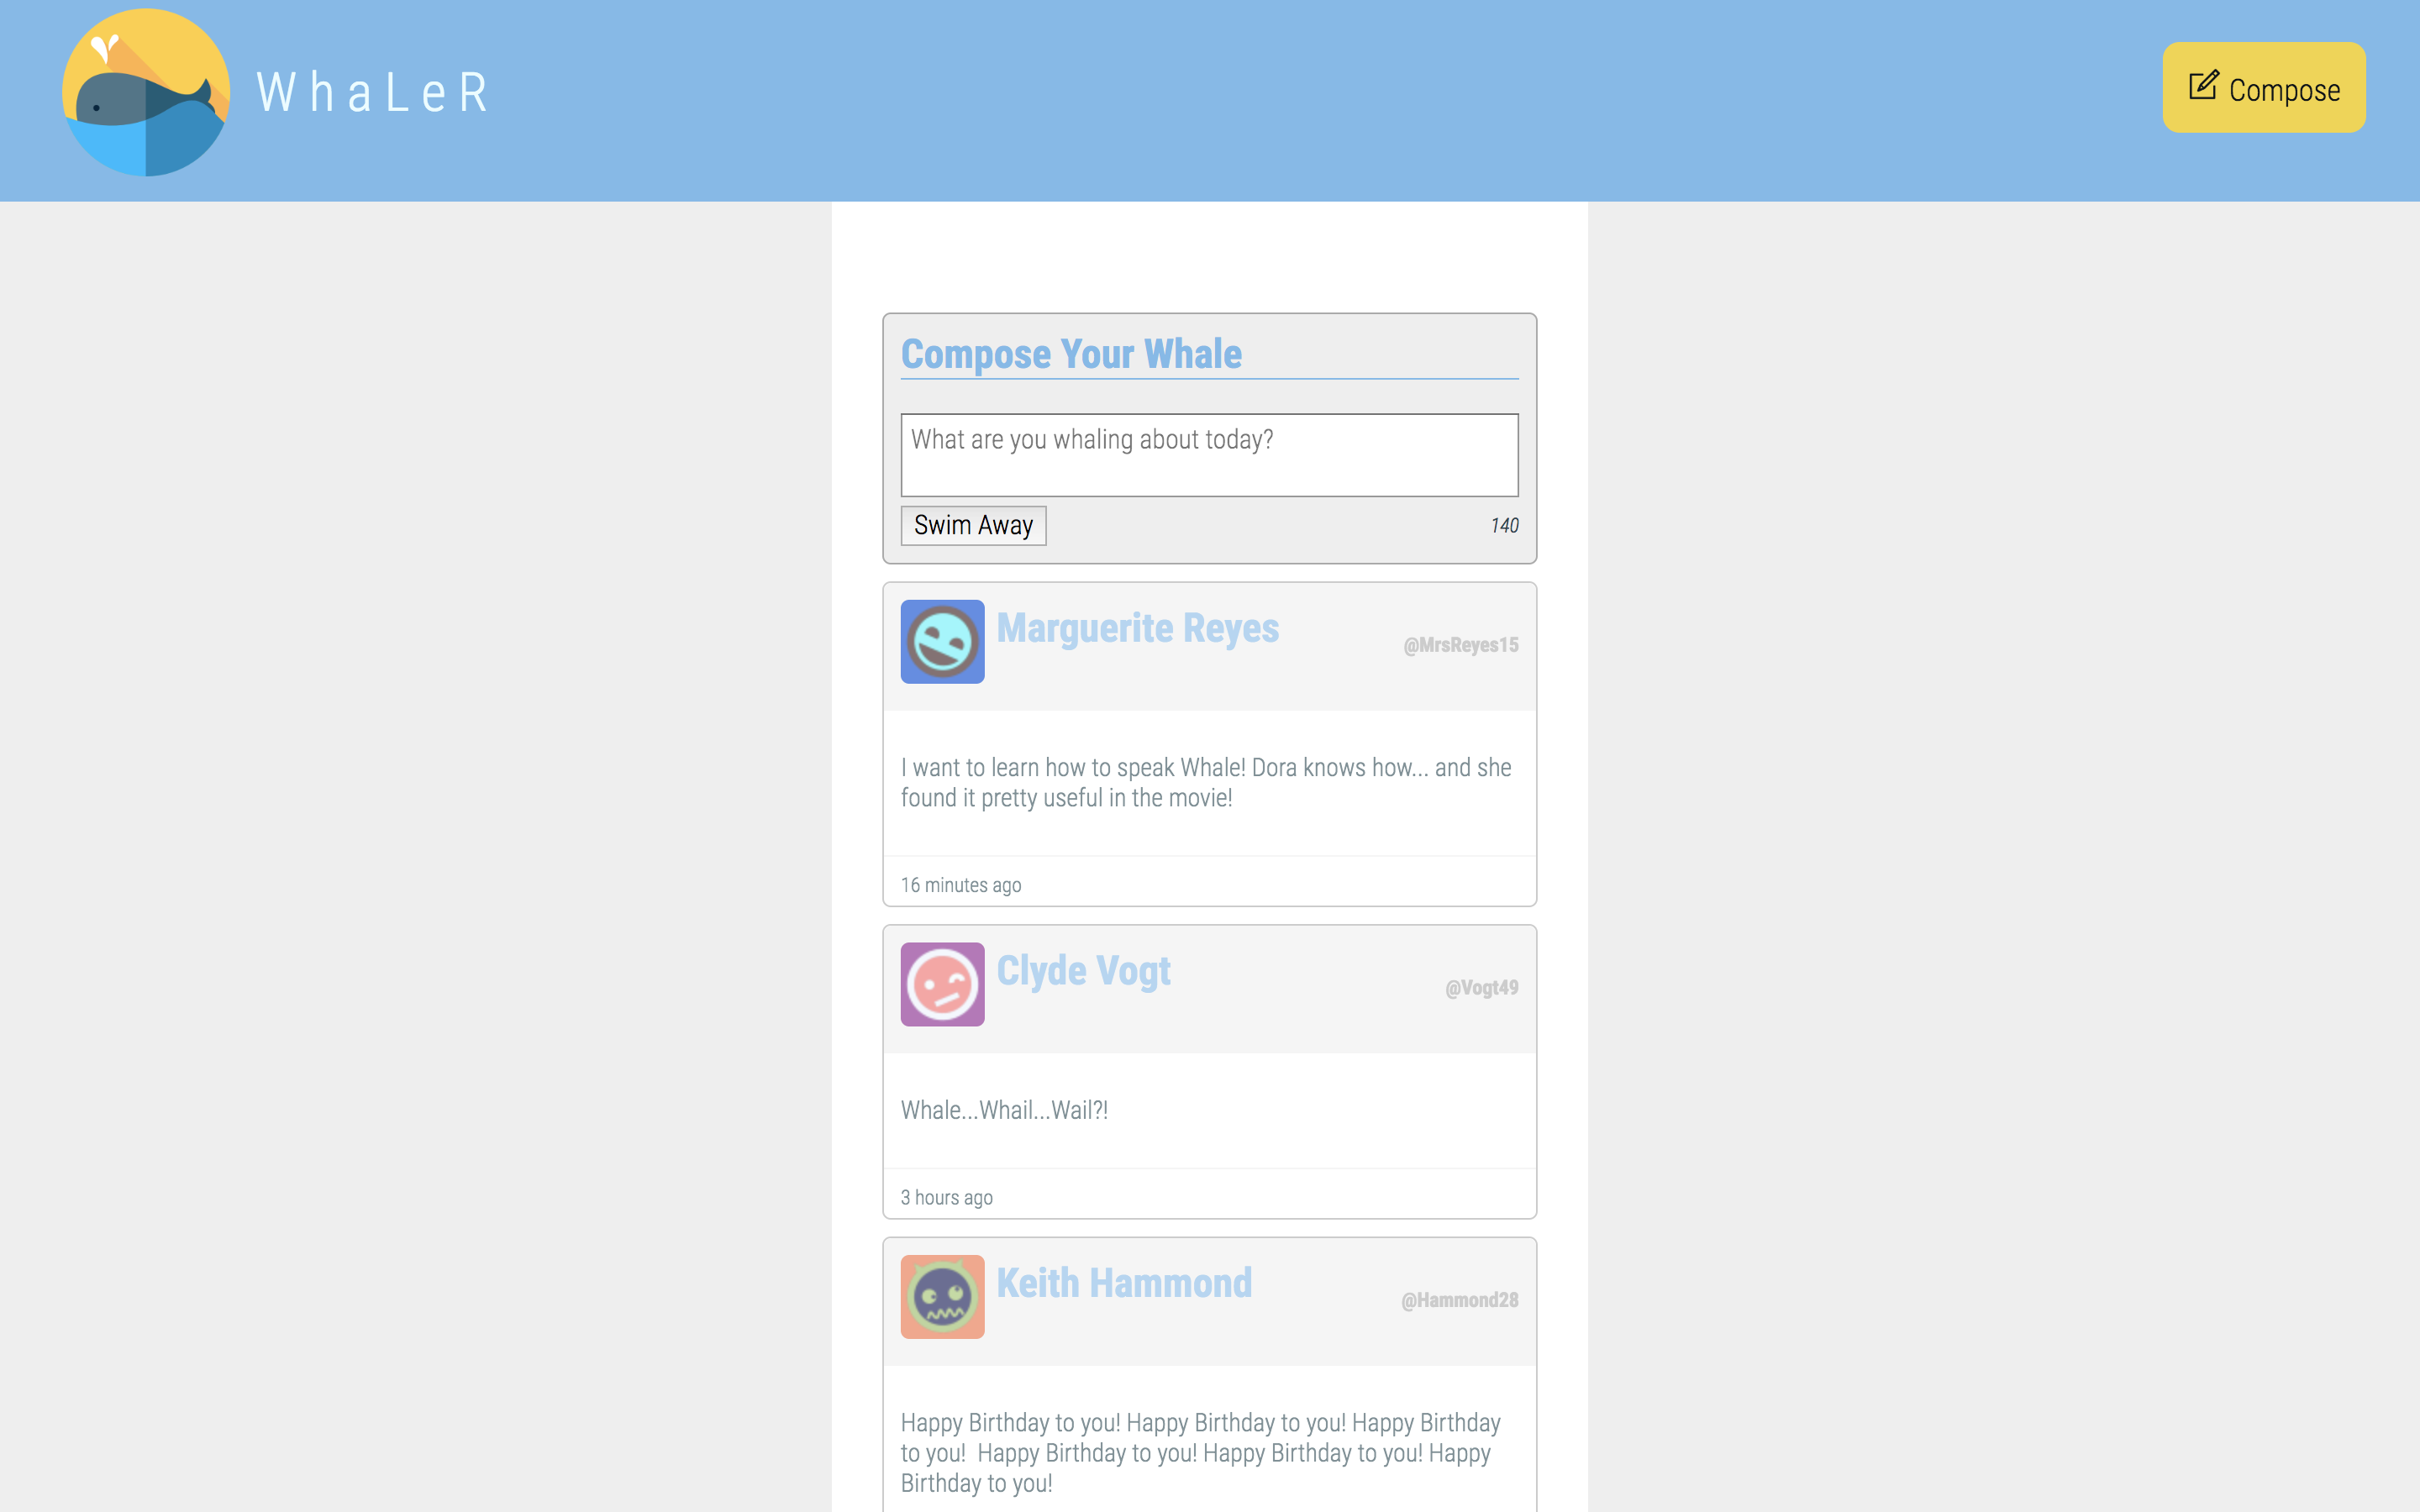 WhaLeR
Compose
Compose Your Whale
What are you whaling about today?
Swim Away
140
Marguerite Reyes
@MrsReyes15
I want to learn how to speak Whale! Dora knows how... and she
found it pretty useful in the movie!
16 minutes ago
Clyde Vogt
@Vogt49
Whale...Whail...Wail?!
3 hours ago
Keith Hammond
@Hammond28
Happy Birthday to you! Happy Birthday to you! Happy Birthday
to you!  Happy Birthday to you! Happy Birthday to you! Happy
Birthday to you!